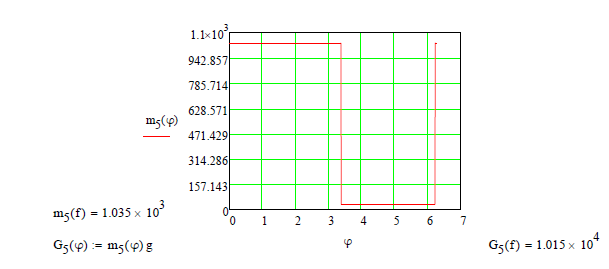 1.1×10³
942.857
785.714
m₅(φ)
628.571
471.429
314.286
157.143
0
0 1 2 3 4 5 6 7
φ
m₅(f) = 1.035 × 10³
G₅(φ) := m₅(φ) g
G₅(f) = 1.015 × 10⁴